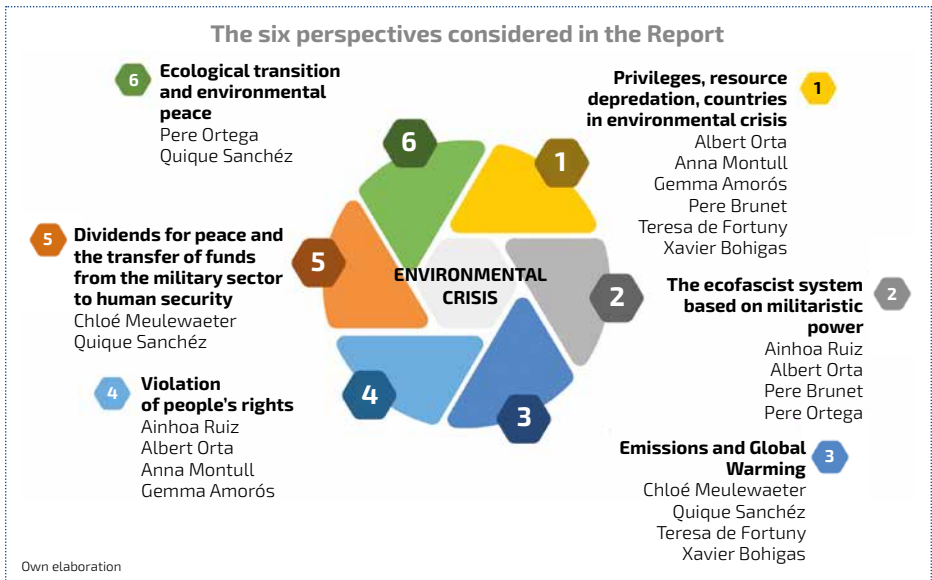 The six perspectives considered in the Report
6
Ecological transition
and environmental
peace
Pere Ortega
Quique Sanchéz
1
Privileges, resource
depredation, countries
in environmental crisis
Albert Orta
Anna Montull
Gemma Amorós
Pere Brunet
Teresa de Fortuny
Xavier Bohigas
5
Dividends for peace and
the transfer of funds
from the military sector
to human security
Chloé Meulewaeter
Quique Sanchéz
2
The ecofascist system
based on militaristic
power
Ainhoa Ruiz
Albert Orta
Pere Brunet
Pere Ortega
4
Violation
of people's rights
Ainhoa Ruiz
Albert Orta
Anna Montull
Gemma Amorós
3
Emissions and Global
Warming
Chloé Meulewaeter
Quique Sanchéz
Teresa de Fortuny
Xavier Bohigas
6
1
5
2
4
3
ENVIRONMENTAL
CRISIS
Own elaboration